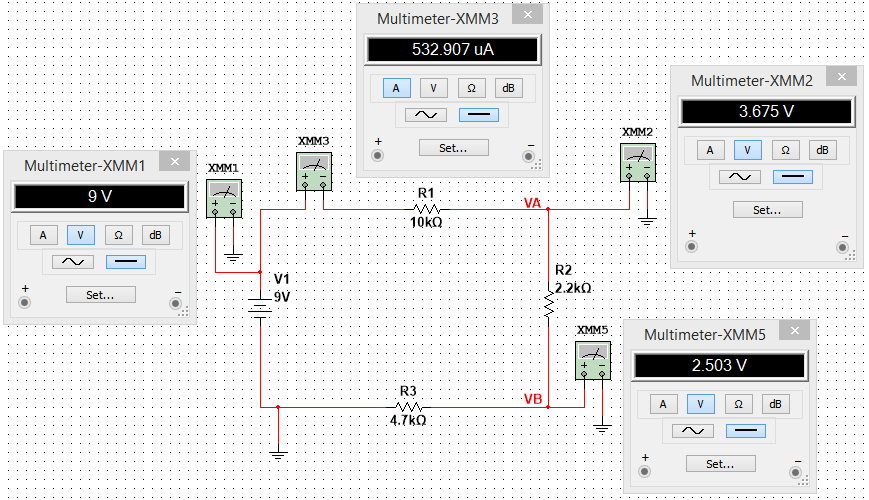 Multimeter-XMM3
532.907 uA
A V Ω dB
+ Set... −
Multimeter-XMM2
3.675 V
A V Ω dB
Set...
+ −
Multimeter-XMM1
9 V
A V Ω dB
+ Set... −
XMM1
+ −
XMM3
+ −
XMM2
+ −
R1
10kΩ
VA
V1
9V
R2
2.2kΩ
XMM5
+ −
R3
4.7kΩ
VB
Multimeter-XMM5
2.503 V
A V Ω dB
+ Set... −